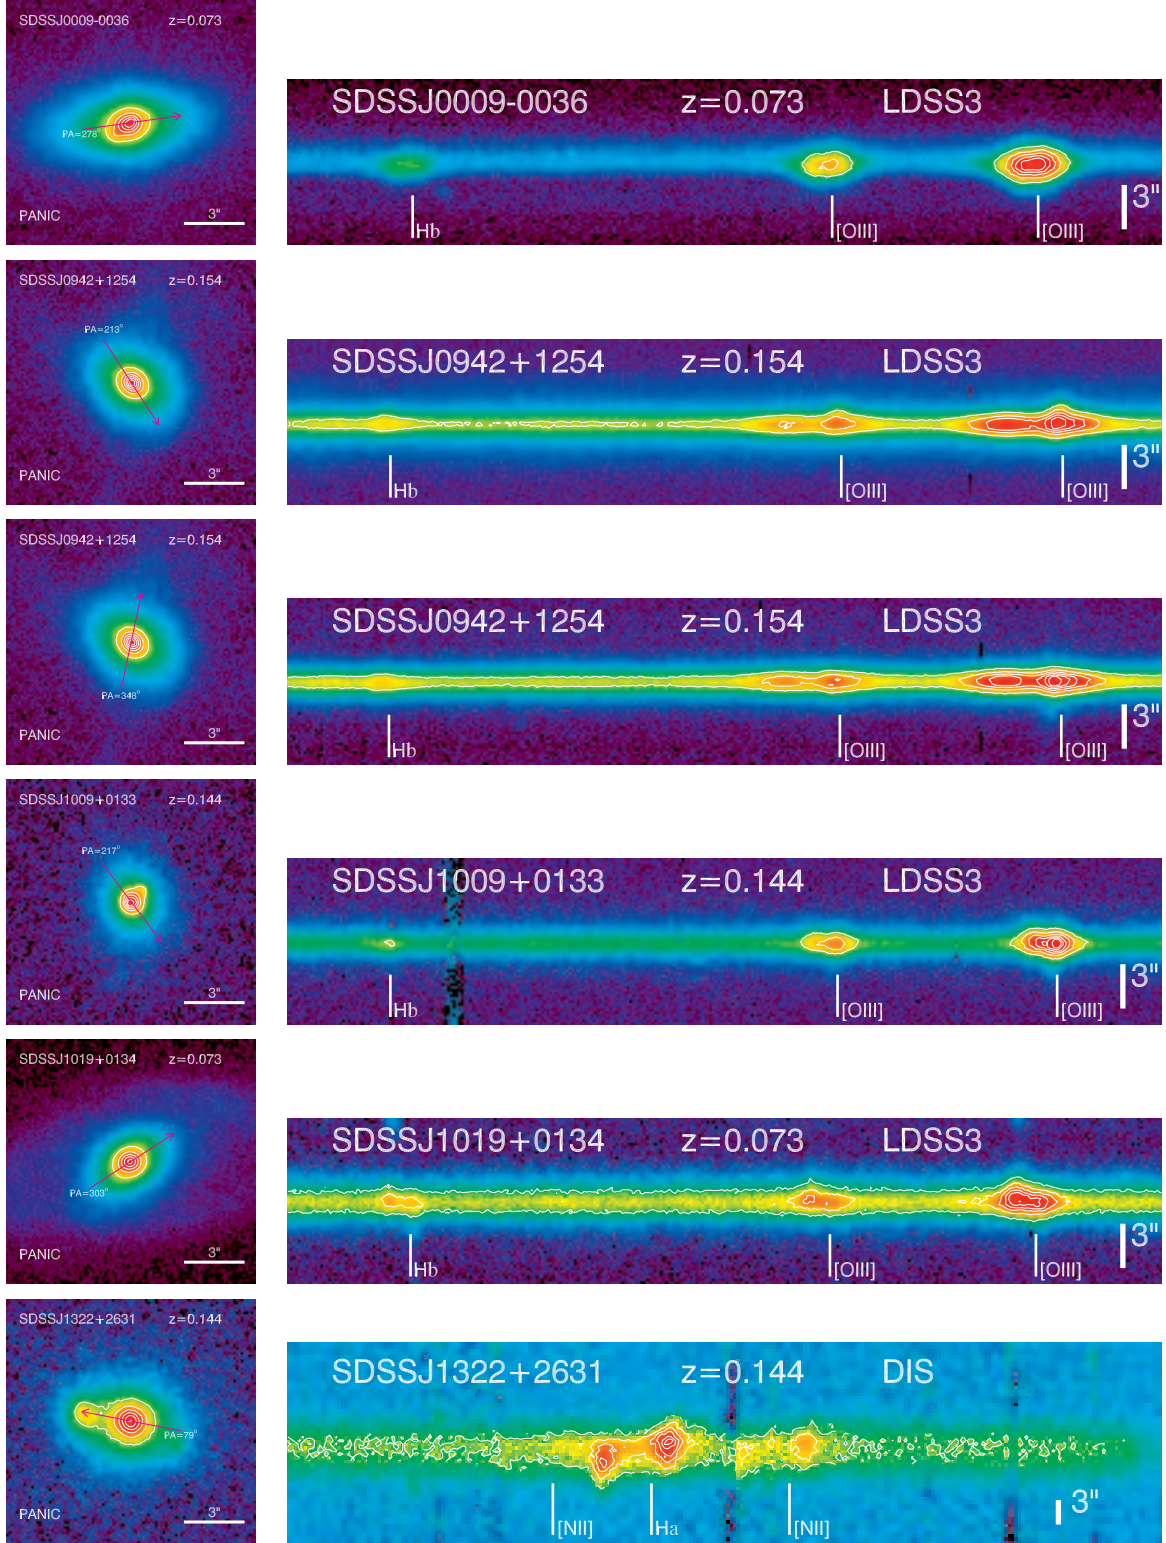 SDSSJ0009-0036 z=0.073
PA=278°
PANIC 3"
SDSSJ0009-0036 z=0.073 LDSS3
3"
Hb [OIII] [OIII]
SDSSJ0942+1254 z=0.154
PA=213°
PANIC 3"
SDSSJ0942+1254 z=0.154 LDSS3
3"
Hb [OIII] [OIII]
SDSSJ0942+1254 z=0.154
PA=348°
PANIC 3"
SDSSJ0942+1254 z=0.154 LDSS3
3"
Hb [OIII] [OIII]
SDSSJ1009+0133 z=0.144
PA=217°
PANIC 3"
SDSSJ1009+0133 z=0.144 LDSS3
3"
Hb [OIII] [OIII]
SDSSJ1019+0134 z=0.073
PA=303°
PANIC 3"
SDSSJ1019+0134 z=0.073 LDSS3
3"
Hb [OIII] [OIII]
SDSSJ1322+2631 z=0.144
PA=79°
PANIC 3"
SDSSJ1322+2631 z=0.144 DIS
3"
[NII] Ha [NII]